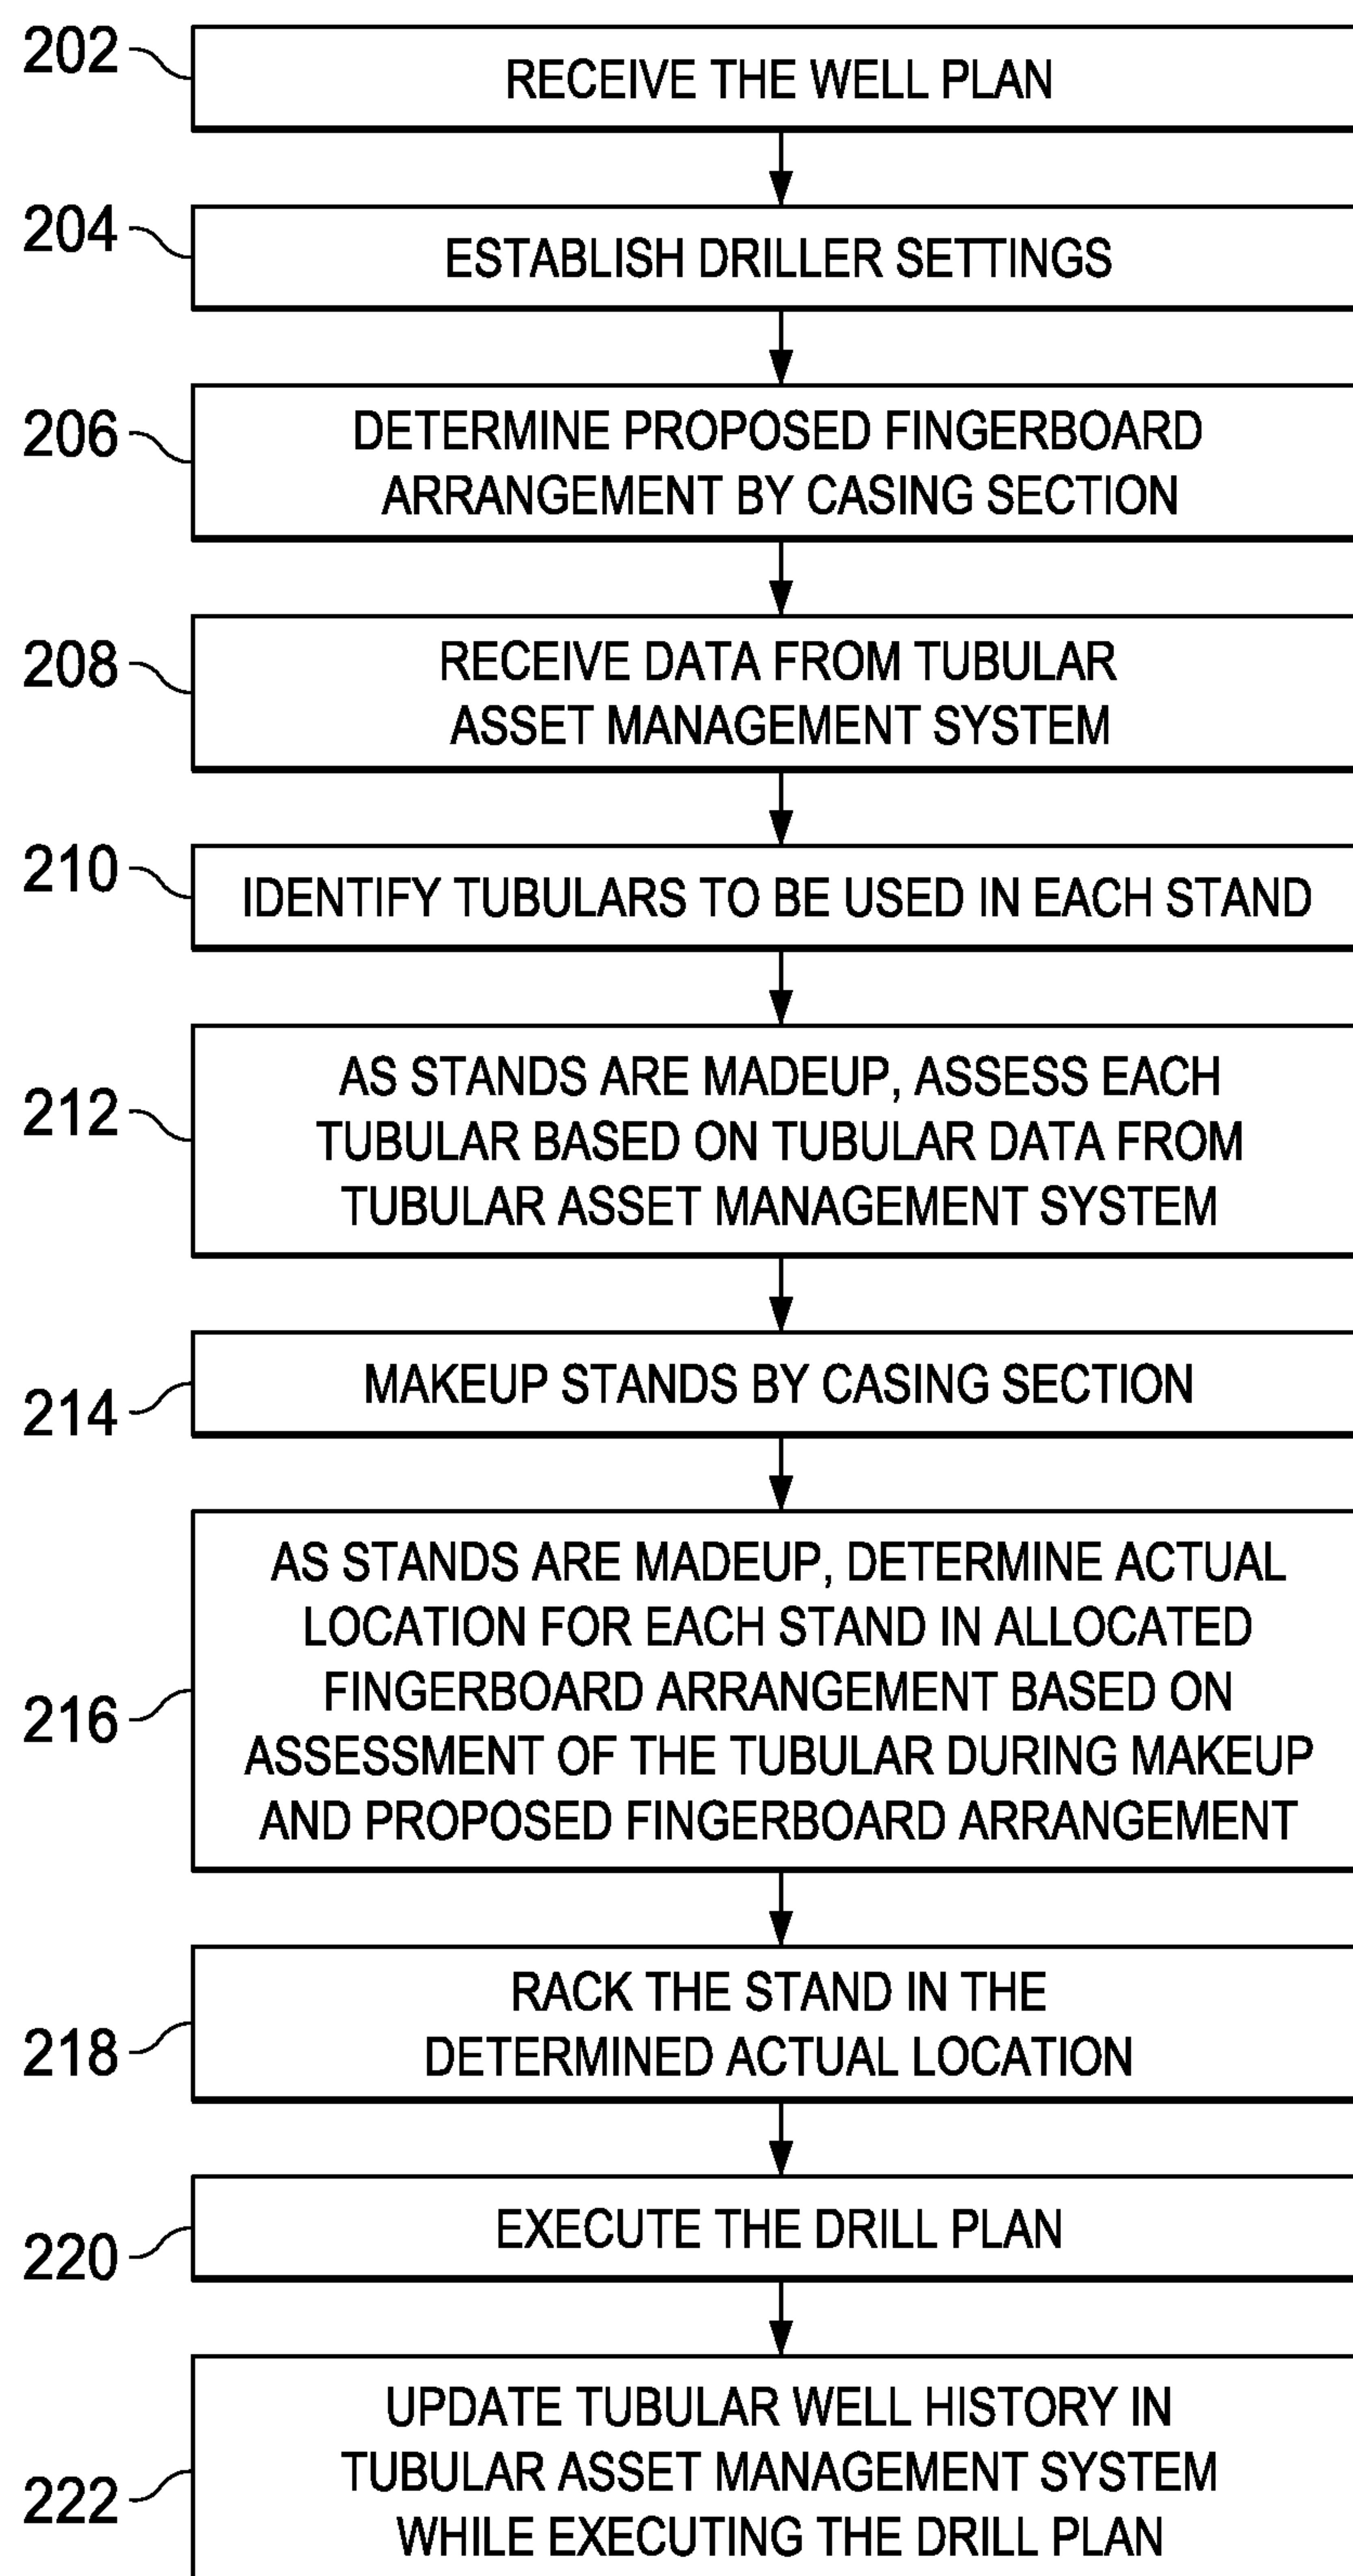 202
RECEIVE THE WELL PLAN
204
ESTABLISH DRILLER SETTINGS
206
DETERMINE PROPOSED FINGERBOARD
ARRANGEMENT BY CASING SECTION
208
RECEIVE DATA FROM TUBULAR
ASSET MANAGEMENT SYSTEM
210
IDENTIFY TUBULARS TO BE USED IN EACH STAND
212
AS STANDS ARE MADEUP, ASSESS EACH
TUBULAR BASED ON TUBULAR DATA FROM
TUBULAR ASSET MANAGEMENT SYSTEM
214
MAKEUP STANDS BY CASING SECTION
216
AS STANDS ARE MADEUP, DETERMINE ACTUAL
LOCATION FOR EACH STAND IN ALLOCATED
FINGERBOARD ARRANGEMENT BASED ON
ASSESSMENT OF THE TUBULAR DURING MAKEUP
AND PROPOSED FINGERBOARD ARRANGEMENT
218
RACK THE STAND IN THE
DETERMINED ACTUAL LOCATION
220
EXECUTE THE DRILL PLAN
222
UPDATE TUBULAR WELL HISTORY IN
TUBULAR ASSET MANAGEMENT SYSTEM
WHILE EXECUTING THE DRILL PLAN